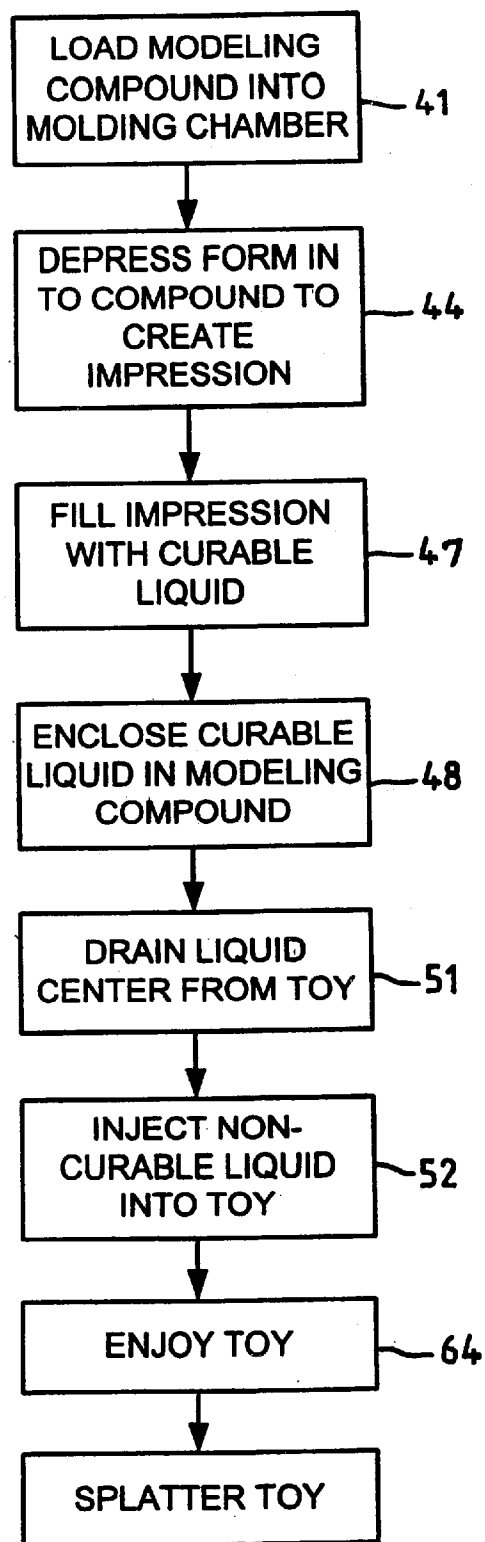 LOAD MODELING
COMPOUND INTO
MOLDING CHAMBER
41
DEPRESS FORM IN
TO COMPOUND TO
CREATE
IMPRESSION
44
FILL IMPRESSION
WITH CURABLE
LIQUID
47
ENCLOSE CURABLE
LIQUID IN MODELING
COMPOUND
48
DRAIN LIQUID
CENTER FROM TOY
51
INJECT NON-
CURABLE LIQUID
INTO TOY
52
ENJOY TOY
64
SPLATTER TOY